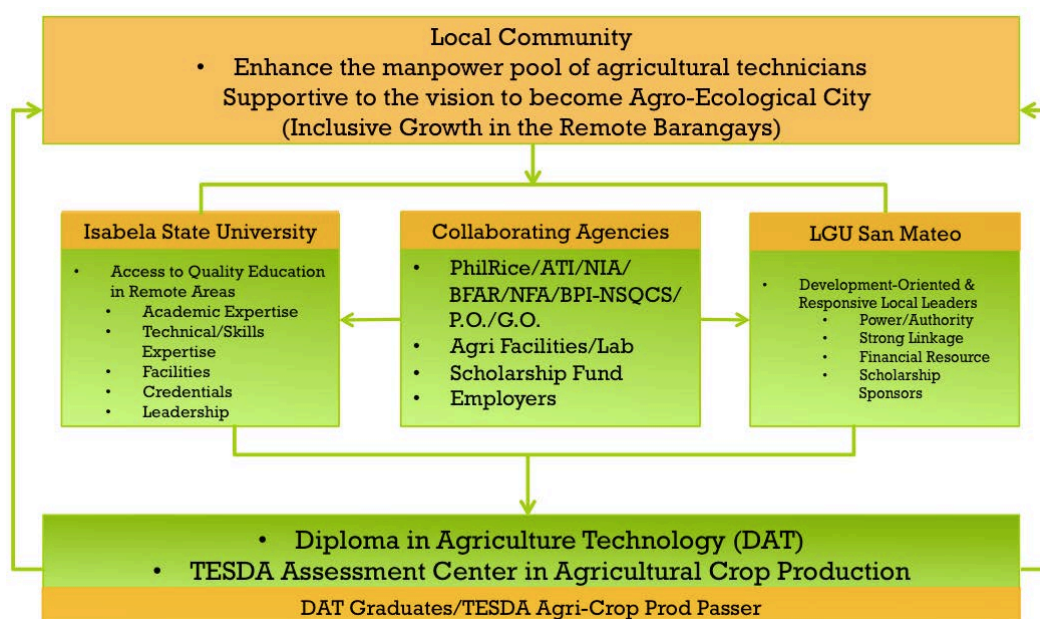 Local Community
• Enhance the manpower pool of agricultural technicians
Supportive to the vision to become Agro-Ecological City
(Inclusive Growth in the Remote Barangays)
Isabela State University
• Access to Quality Education
in Remote Areas
• Academic Expertise
• Technical/Skills
Expertise
• Facilities
• Credentials
• Leadership
Collaborating Agencies
• PhilRice/ATI/NIA/
BFAR/NFA/BPI-NSQCS/
P.O./G.O.
• Agri Facilities/Lab
• Scholarship Fund
• Employers
LGU San Mateo
• Development-Oriented &
Responsive Local Leaders
• Power/Authority
• Strong Linkage
• Financial Resource
• Scholarship
Sponsors
• Diploma in Agriculture Technology (DAT)
• TESDA Assessment Center in Agricultural Crop Production
DAT Graduates/TESDA Agri-Crop Prod Passer